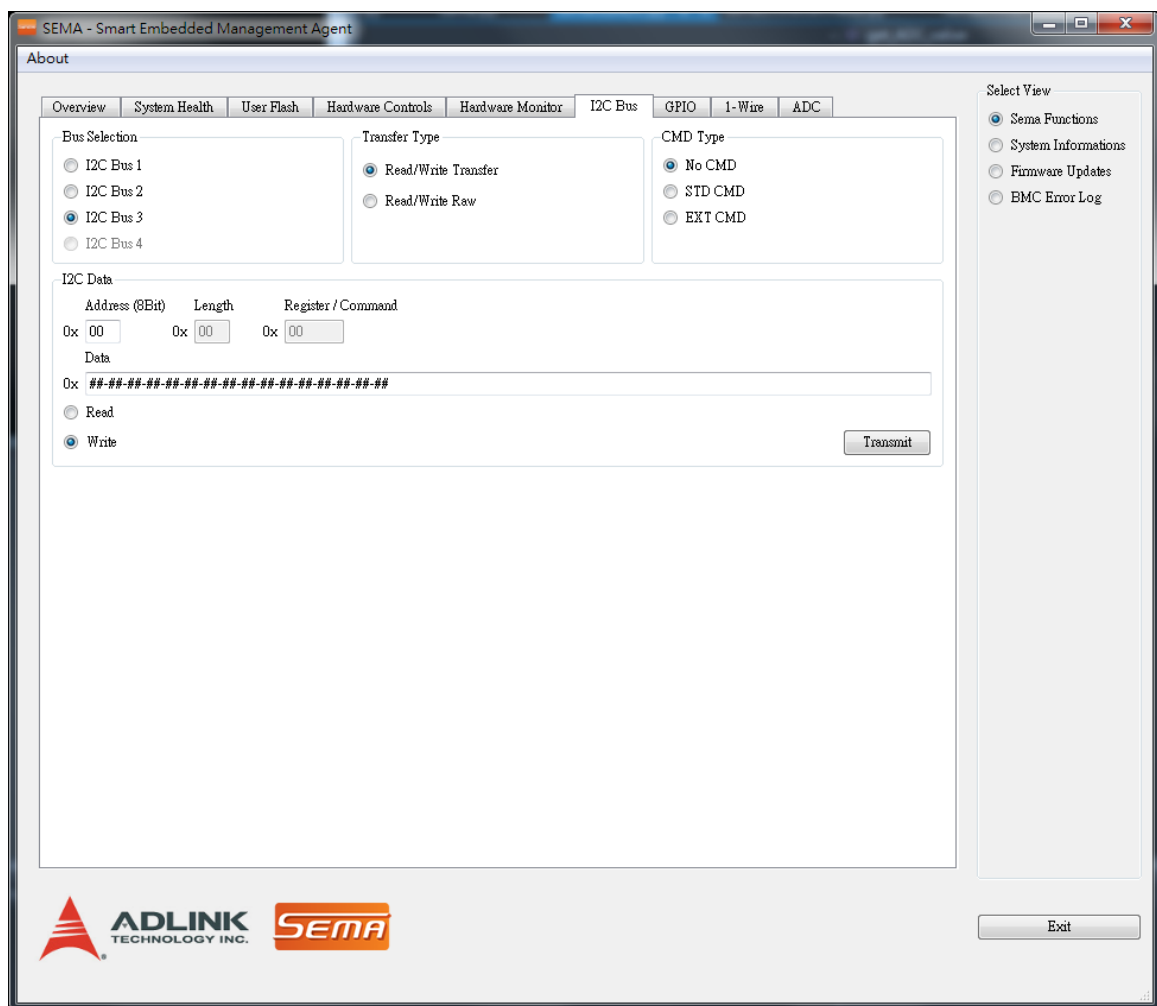 SEMA - Smart Embedded Management Agent
About
Overview System Health User Flash Hardware Controls Hardware Monitor I2C Bus GPIO 1-Wire ADC
Select View
Sema Functions
System Informations
Firmware Updates
BMC Error Log
Bus Selection
I2C Bus 1
I2C Bus 2
I2C Bus 3
I2C Bus 4
Transfer Type
Read/Write Transfer
Read/Write Raw
CMD Type
No CMD
STD CMD
EXT CMD
I2C Data
Address (8Bit) Length Register / Command
0x 00 0x 00 0x 00
Data
0x ##-##-##-##-##-##-##-##-##-##-##-##-##-##-##-##
Read
Write Transmit
ADLINK
TECHNOLOGY INC.
SEMA
Exit